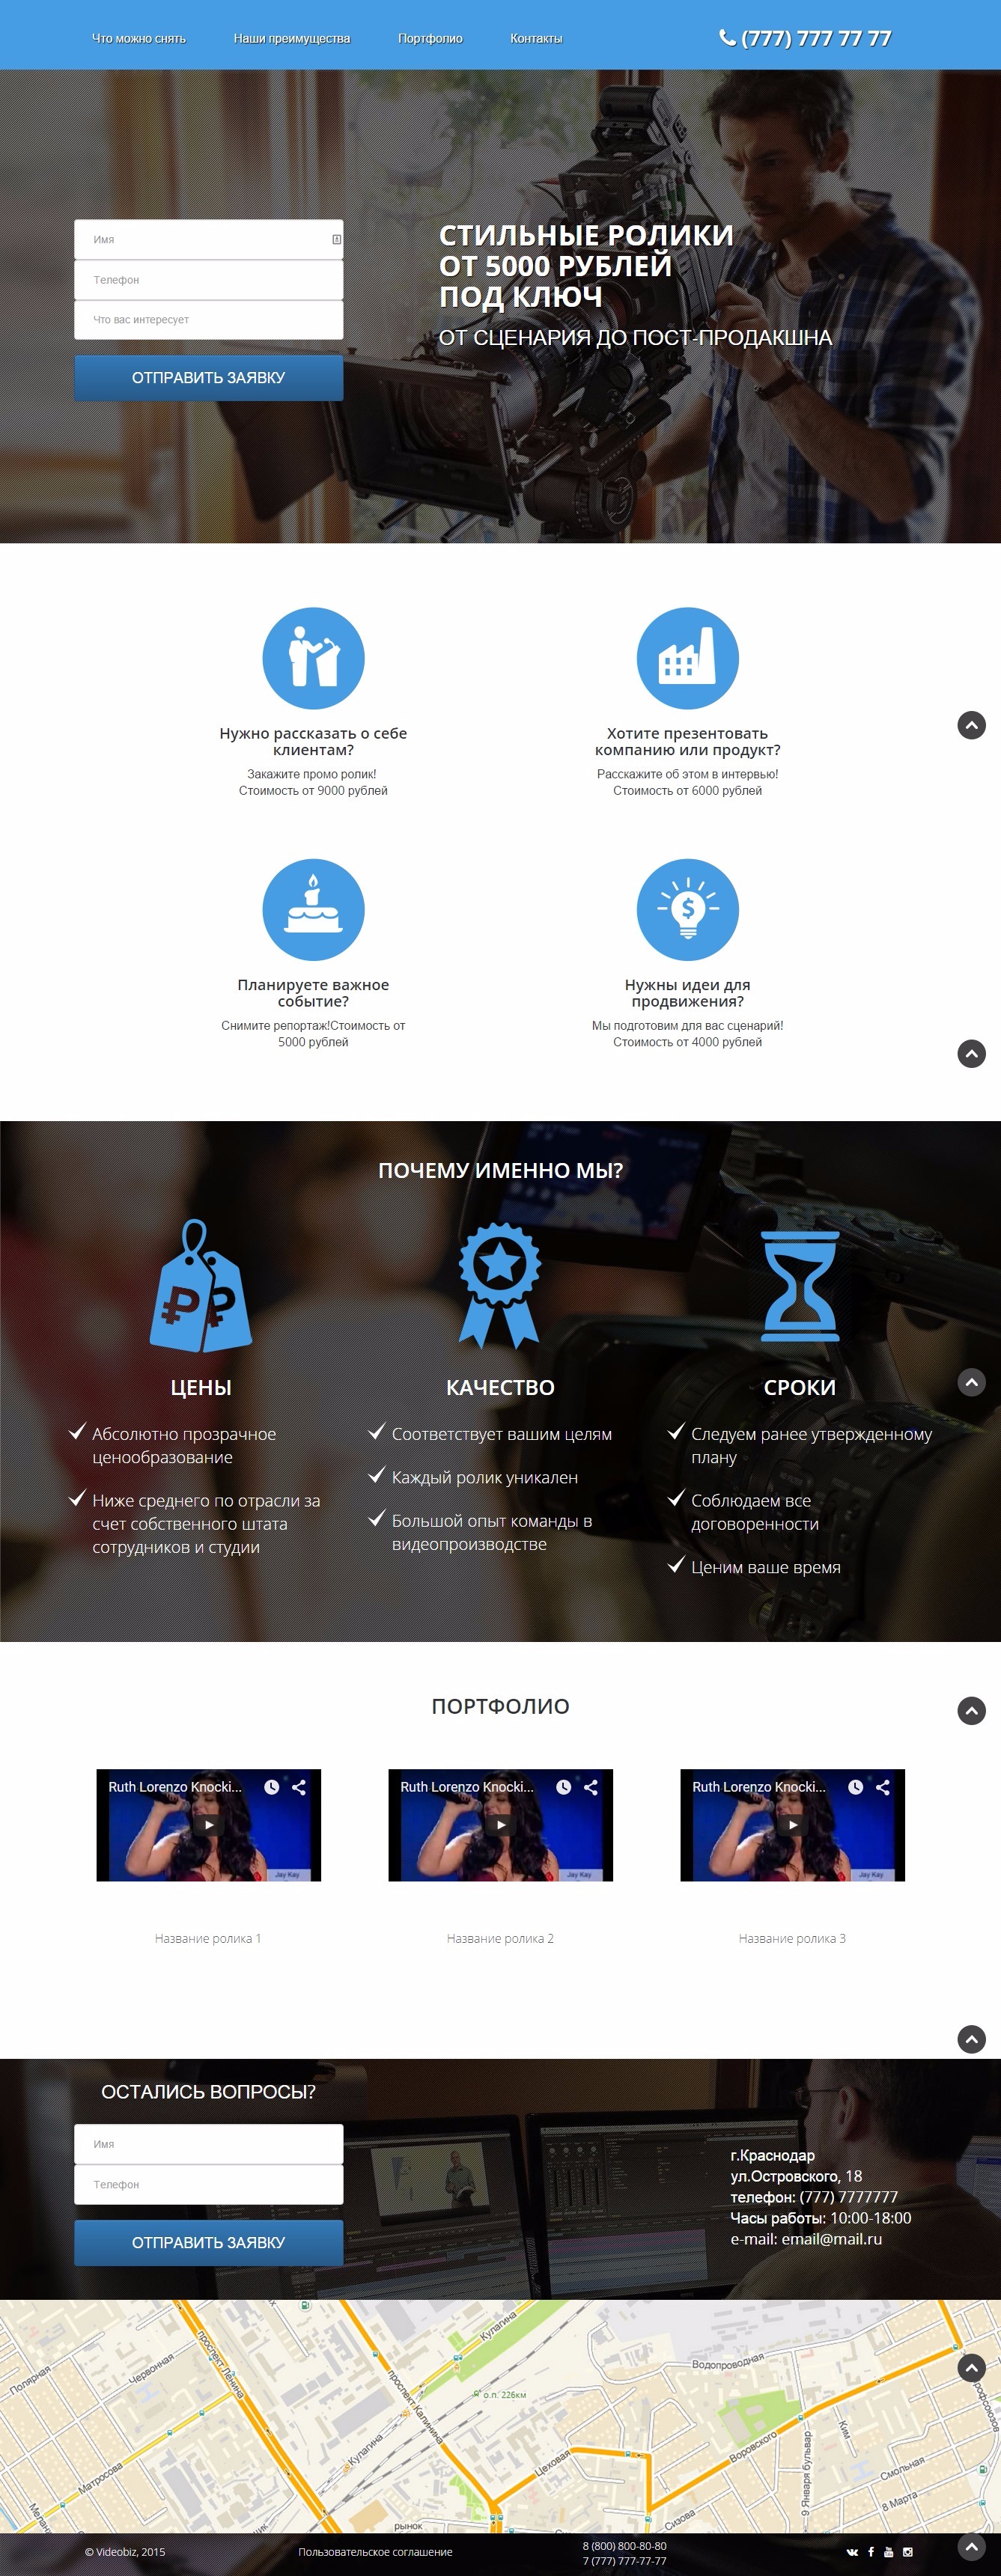 Что можно снять Наши преимущества Портфолио Контакты (777) 777 77 77
Имя
Телефон
Что вас интересует
ОТПРАВИТЬ ЗАЯВКУ
СТИЛЬНЫЕ РОЛИКИ
ОТ 5000 РУБЛЕЙ
ПОД КЛЮЧ
ОТ СЦЕНАРИЯ ДО ПОСТ-ПРОДАКШНА
Нужно рассказать о себе
клиентам?
Закажите промо ролик!
Стоимость от 9000 рублей
Хотите презентовать
компанию или продукт?
Расскажите об этом в интервью!
Стоимость от 6000 рублей
Планируете важное
событие?
Снимите репортаж!Стоимость от
5000 рублей
Нужны идеи для
продвижения?
Мы подготовим для вас сценарий!
Стоимость от 4000 рублей
ПОЧЕМУ ИМЕННО МЫ?
ЦЕНЫ
Абсолютно прозрачное
ценообразование
Ниже среднего по отрасли за
счет собственного штата
сотрудников и студии
КАЧЕСТВО
Соответствует вашим целям
Каждый ролик уникален
Большой опыт команды в
видеопроизводстве
СРОКИ
Следуем ранее утвержденному
плану
Соблюдаем все
договоренности
Ценим ваше время
ПОРТФОЛИО
Ruth Lorenzo Knocki...
Jay Kay
Ruth Lorenzo Knocki...
Jay Kay
Ruth Lorenzo Knocki...
Jay Kay
Название ролика 1
Название ролика 2
Название ролика 3
ОСТАЛИСЬ ВОПРОСЫ?
Имя
Телефон
ОТПРАВИТЬ ЗАЯВКУ
г.Краснодар
ул.Островского, 18
телефон: (777) 7777777
Часы работы: 10:00-18:00
e-mail: email@mail.ru
Полярная
Червонная
проспект Ленина
проспект Калинина
Кулагина
Кулагина
о.п. 226км
Водопроводная
Матросова
Цеховая
Воровского
9 Января бульвар
Ким
Смольная
8 Марта
Сизова
рынок
© Videobiz, 2015
Пользовательское соглашение
8 (800) 800-80-80
7 (777) 777-77-77